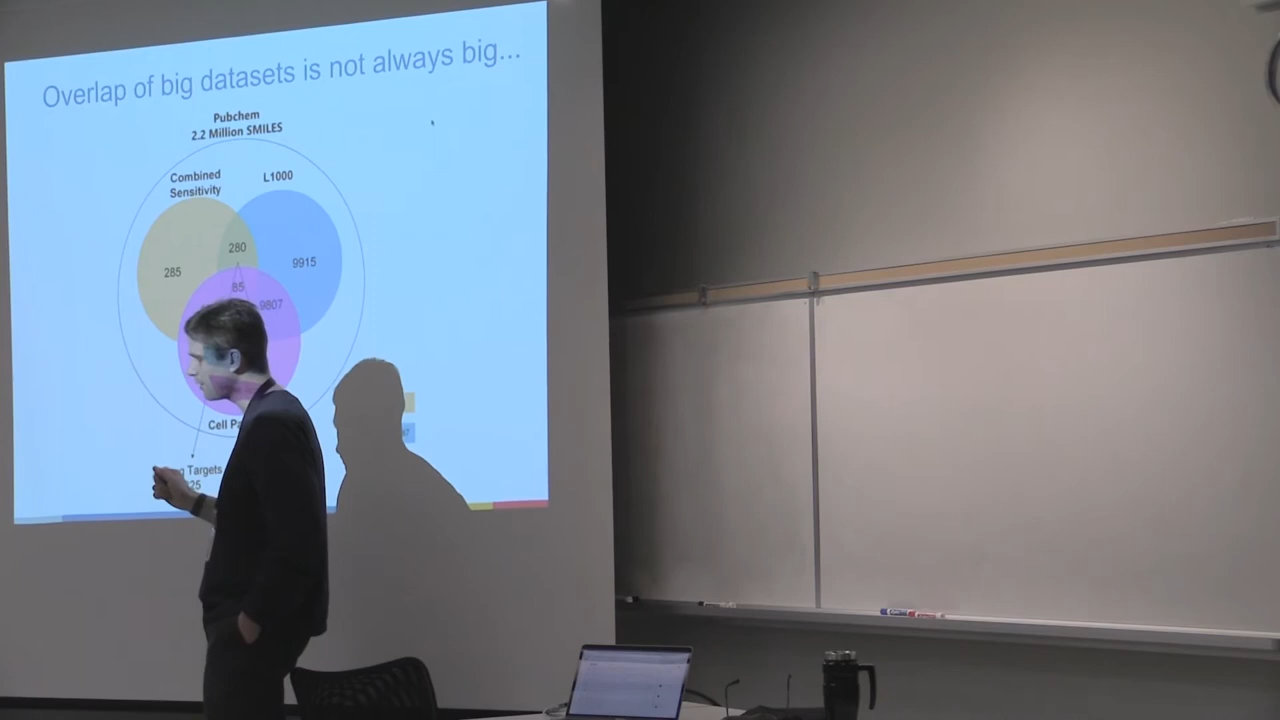 Overlap of big datasets is not always big...
Pubchem
2.2 Million SMILES
Combined
Sensitivity
L1000
280
285
9915
85
9807
Cell
Targets